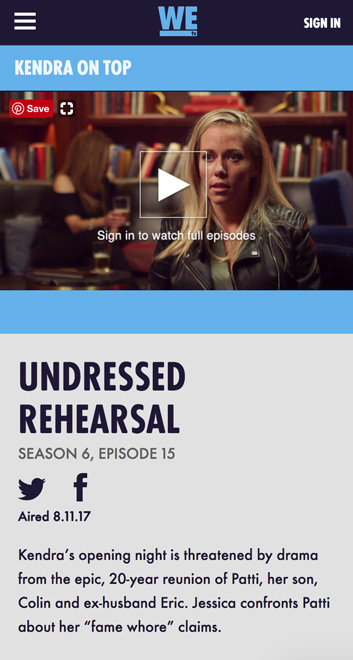 WE
tv
SIGN IN
KENDRA ON TOP
Save
Sign in to watch full episodes
UNDRESSED
REHEARSAL
SEASON 6, EPISODE 15
Aired 8.11.17
Kendra’s opening night is threatened by drama
from the epic, 20-year reunion of Patti, her son,
Colin and ex-husband Eric. Jessica confronts Patti
about her “fame whore” claims.